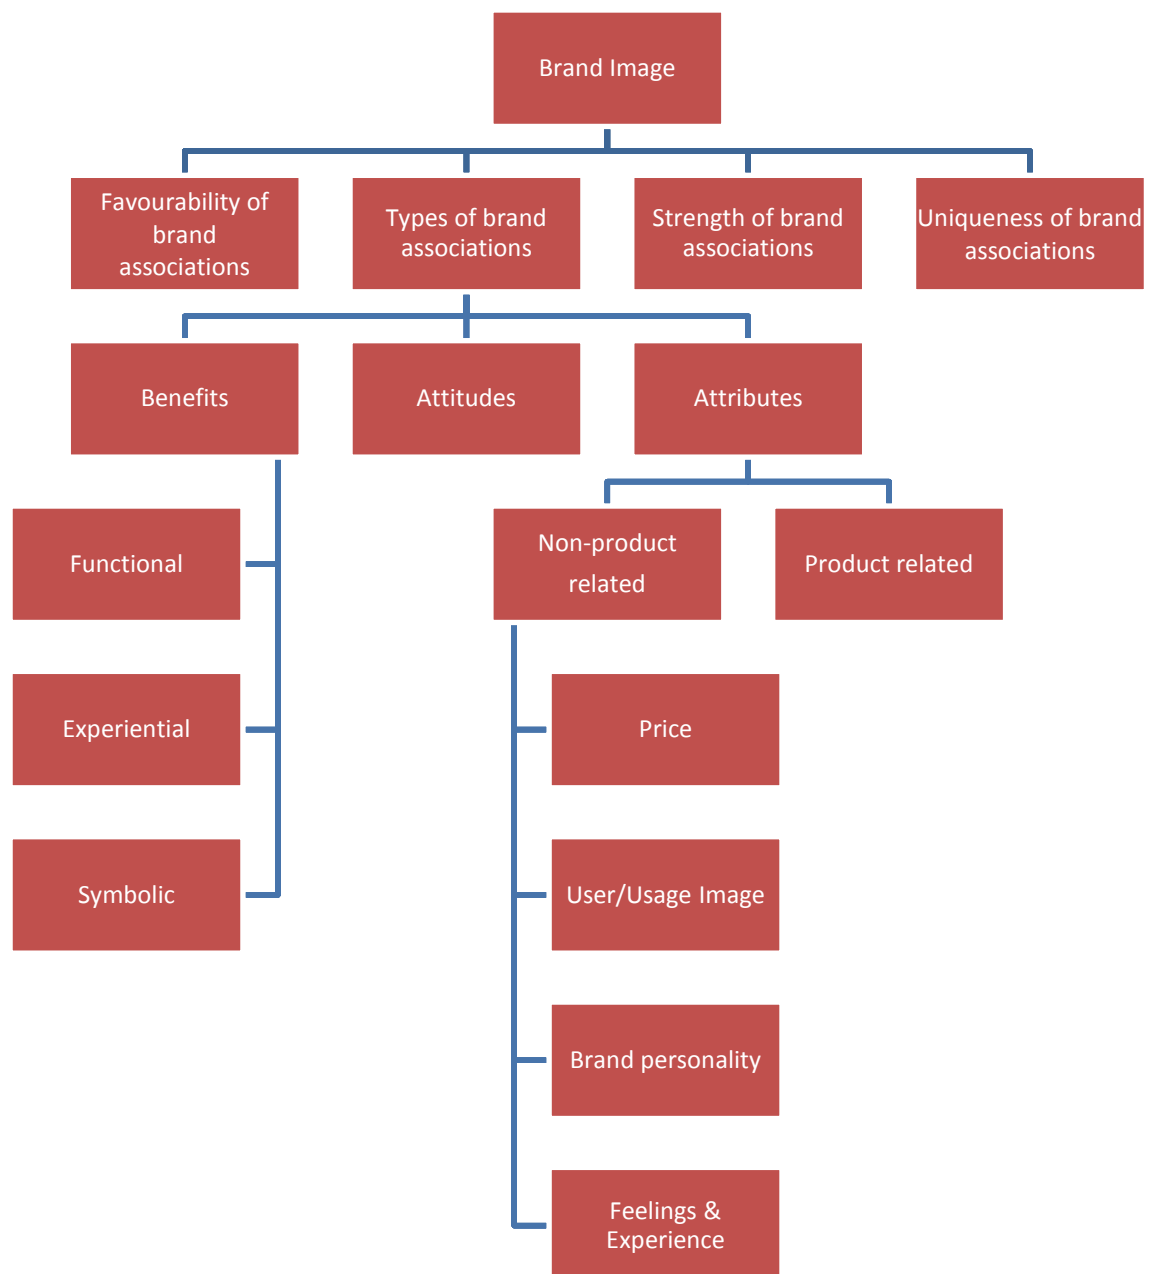 Brand Image
Favourability of
brand
associations
Types of brand
associations
Strength of brand
associations
Uniqueness of brand
associations
Benefits
Attitudes
Attributes
Functional
Non-product
related
Product related
Experiential
Price
Symbolic
User/Usage Image
Brand personality
Feelings &
Experience